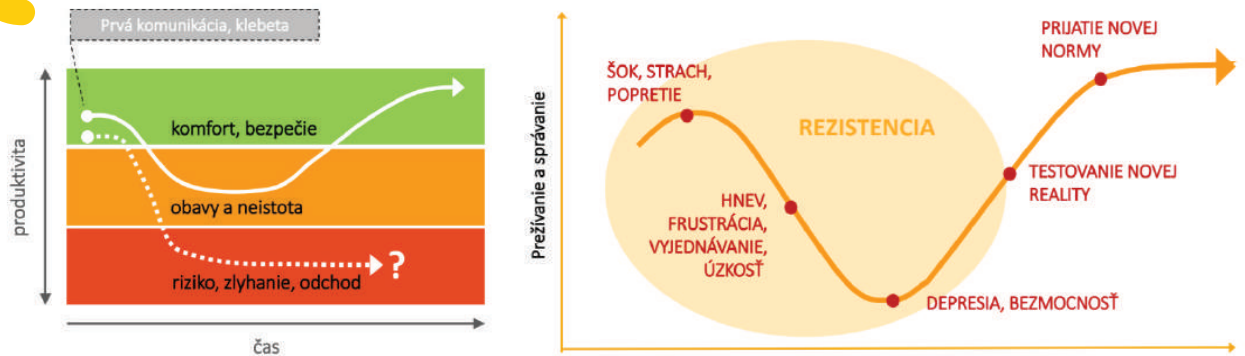 Prvá komunikácia, klebeta
produktivita
komfort, bezpečie
obavy a neistota
riziko, zlyhanie, odchod
?
čas
Prežívanie a správanie
ŠOK, STRACH,
POPRETIE
REZISTENCIA
HNEV,
FRUSTRÁCIA,
VYJEDNÁVANIE,
ÚZKOSŤ
DEPRESIA, BEZMOCNOSŤ
TESTOVANIE NOVEJ
REALITY
PRIJATIE NOVEJ
NORMY